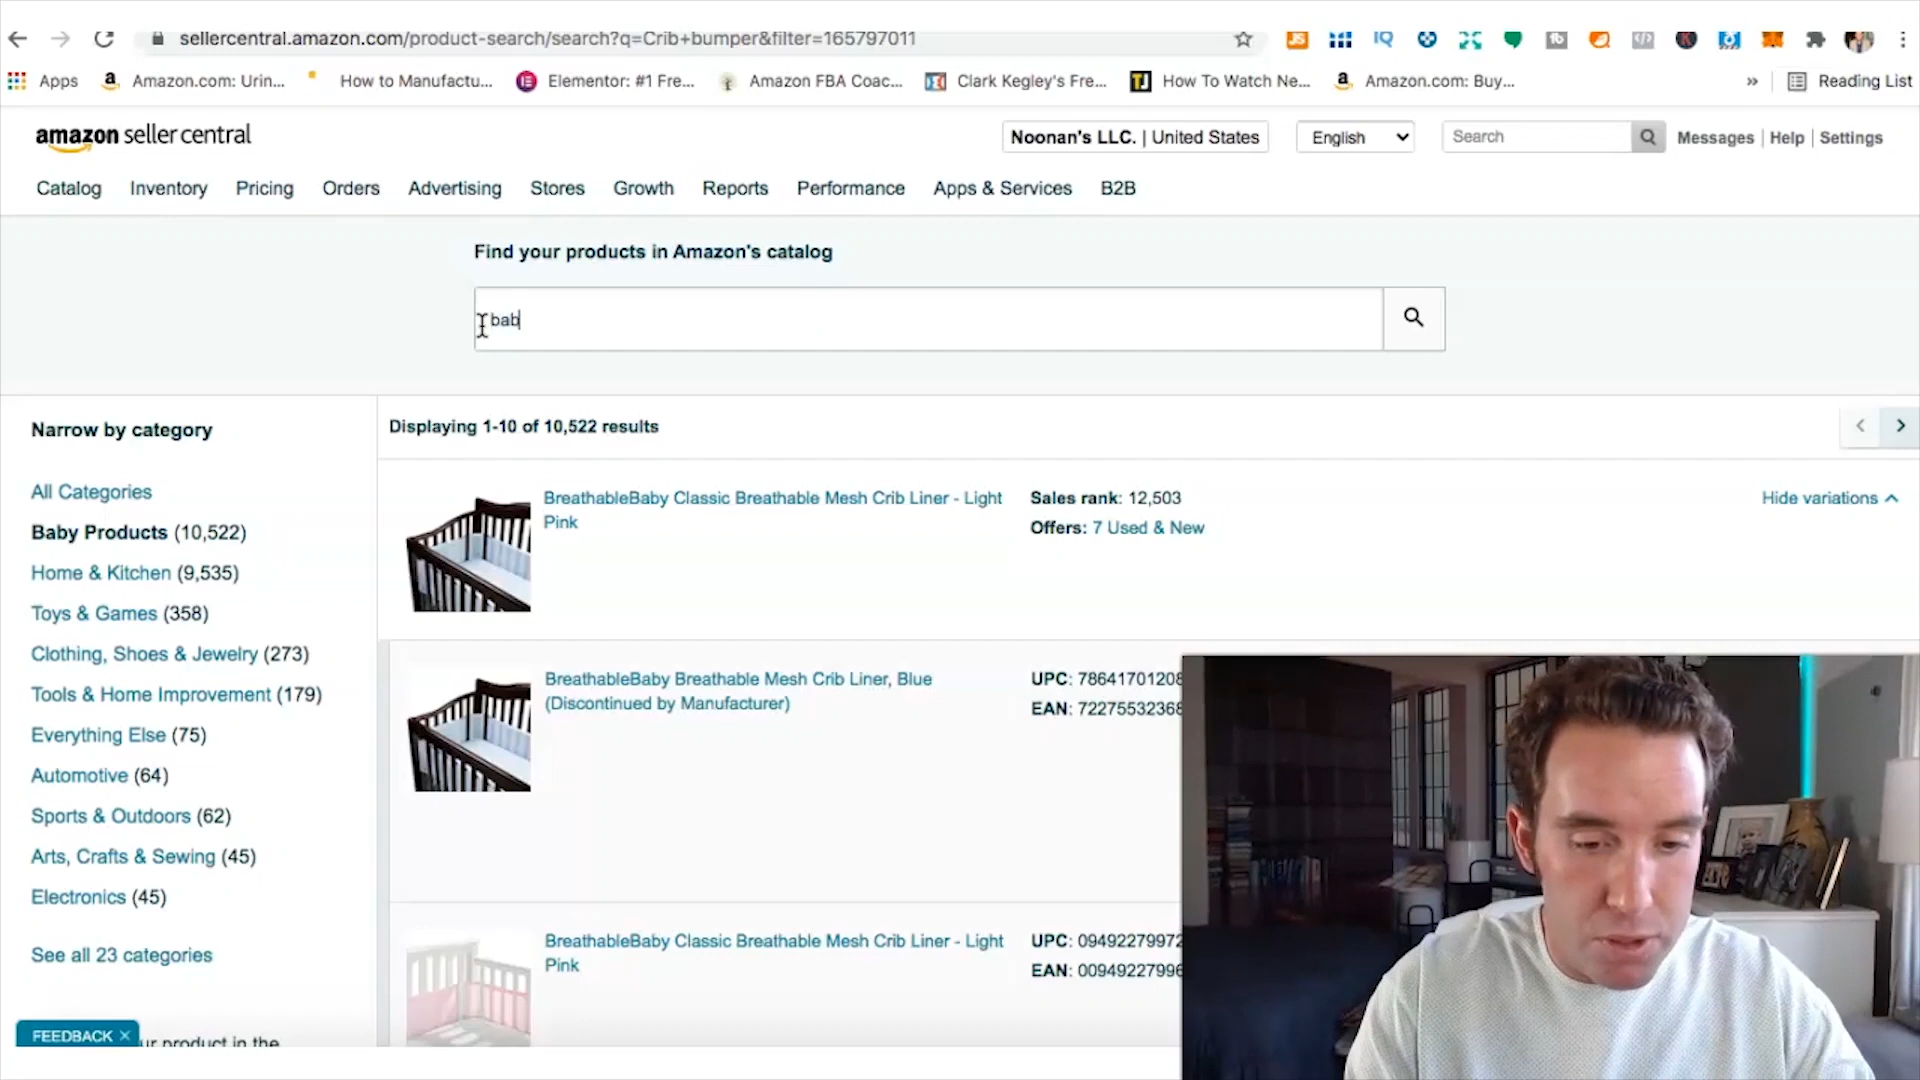 sellercentral.amazon.com/product-search/search?q=Crib+bumper&filter=165797011
Apps
Amazon.com: Urin...
How to Manufactu...
Elementor: #1 Fre...
Amazon FBA Coac...
Clark Kegley's Fre...
How To Watch Ne...
Amazon.com: Buy...
»
Reading List
amazon seller central
Noonan's LLC. | United States
English
Search
Messages | Help | Settings
Catalog
Inventory
Pricing
Orders
Advertising
Stores
Growth
Reports
Performance
Apps & Services
B2B
Find your products in Amazon's catalog
bab
Narrow by category
All Categories
Baby Products (10,522)
Home & Kitchen (9,535)
Toys & Games (358)
Clothing, Shoes & Jewelry (273)
Tools & Home Improvement (179)
Everything Else (75)
Automotive (64)
Sports & Outdoors (62)
Arts, Crafts & Sewing (45)
Electronics (45)
See all 23 categories
FEEDBACK ×
ur product in the
Displaying 1-10 of 10,522 results
BreathableBaby Classic Breathable Mesh Crib Liner - Light
Pink
Sales rank: 12,503
Offers: 7 Used & New
Hide variations
BreathableBaby Breathable Mesh Crib Liner, Blue
(Discontinued by Manufacturer)
UPC: 78641701208
EAN: 72275532368
BreathableBaby Classic Breathable Mesh Crib Liner - Light
Pink
UPC: 09492279972
EAN: 00949227996